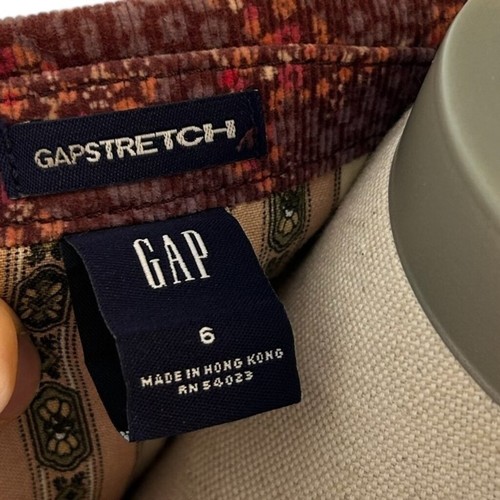 GAPSTRETCH
GAP
6
MADE IN HONG KONG
RN 54023